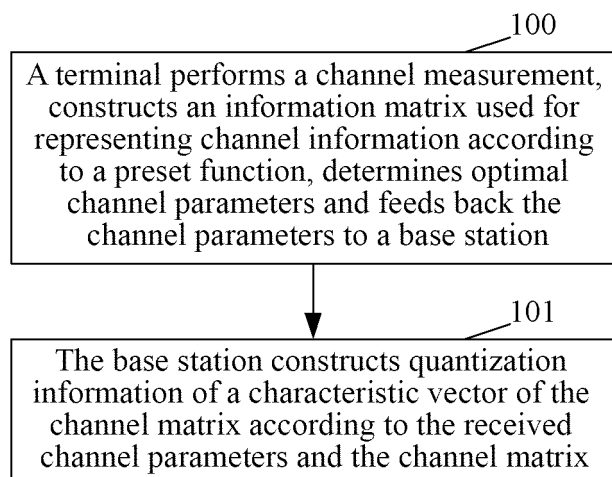 100
A terminal performs a channel measurement,
constructs an information matrix used for
representing channel information according
to a preset function, determines optimal
channel parameters and feeds back the
channel parameters to a base station
101
The base station constructs quantization
information of a characteristic vector of the
channel matrix according to the received
channel parameters and the channel matrix